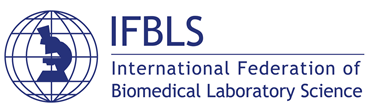 IFBLS
International Federation of
Biomedical Laboratory Science